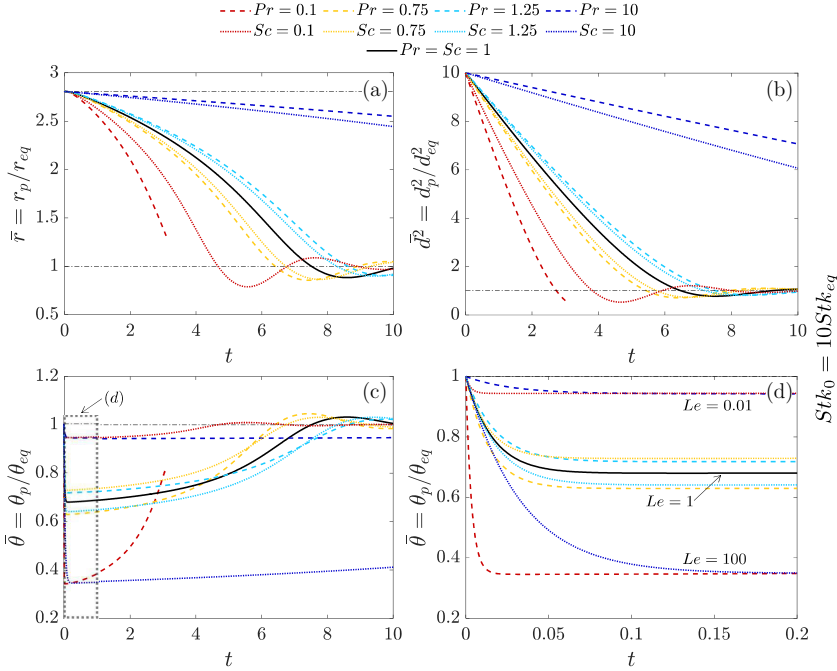 Pr = 0.1 Pr = 0.75 Pr = 1.25 Pr = 10
Sc = 0.1 Sc = 0.75 Sc = 1.25 Sc = 10
Pr = Sc = 1
(a)
3
2.5
2
1.5
1
0.5
0 2 4 6 8 10
t
r̄ = r_p/r_eq
(b)
10
8
6
4
2
0
0 2 4 6 8 10
t
d̄² = d²_p/d²_eq
(c)
(d)
1.2
1
0.8
0.6
0.4
0.2
0 2 4 6 8 10
t
θ̄ = θ_p/θ_eq
(d)
1
0.8
0.6
0.4
0.2
Le = 0.01
Le = 1
Le = 100
0 0.05 0.1 0.15 0.2
t
θ̄ = θ_p/θ_eq
Stk₀ = 10Stk_eq